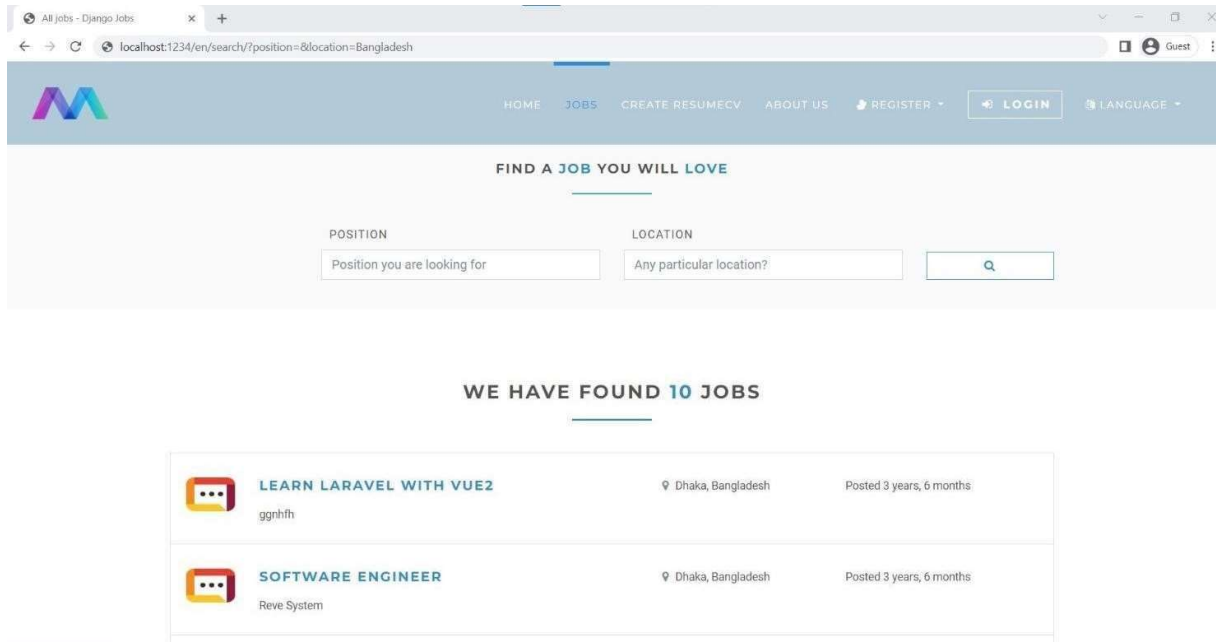 All jobs - Django Jobs
localhost:1234/en/search/?position=&location=Bangladesh
Guest
HOME JOBS CREATE RESUMECV ABOUT US REGISTER LOGIN LANGUAGE
FIND A JOB YOU WILL LOVE
POSITION LOCATION
Position you are looking for Any particular location?
WE HAVE FOUND 10 JOBS
LEARN LARAVEL WITH VUE2 Dhaka, Bangladesh Posted 3 years, 6 months
ggnhfh
SOFTWARE ENGINEER Dhaka, Bangladesh Posted 3 years, 6 months
Reve System